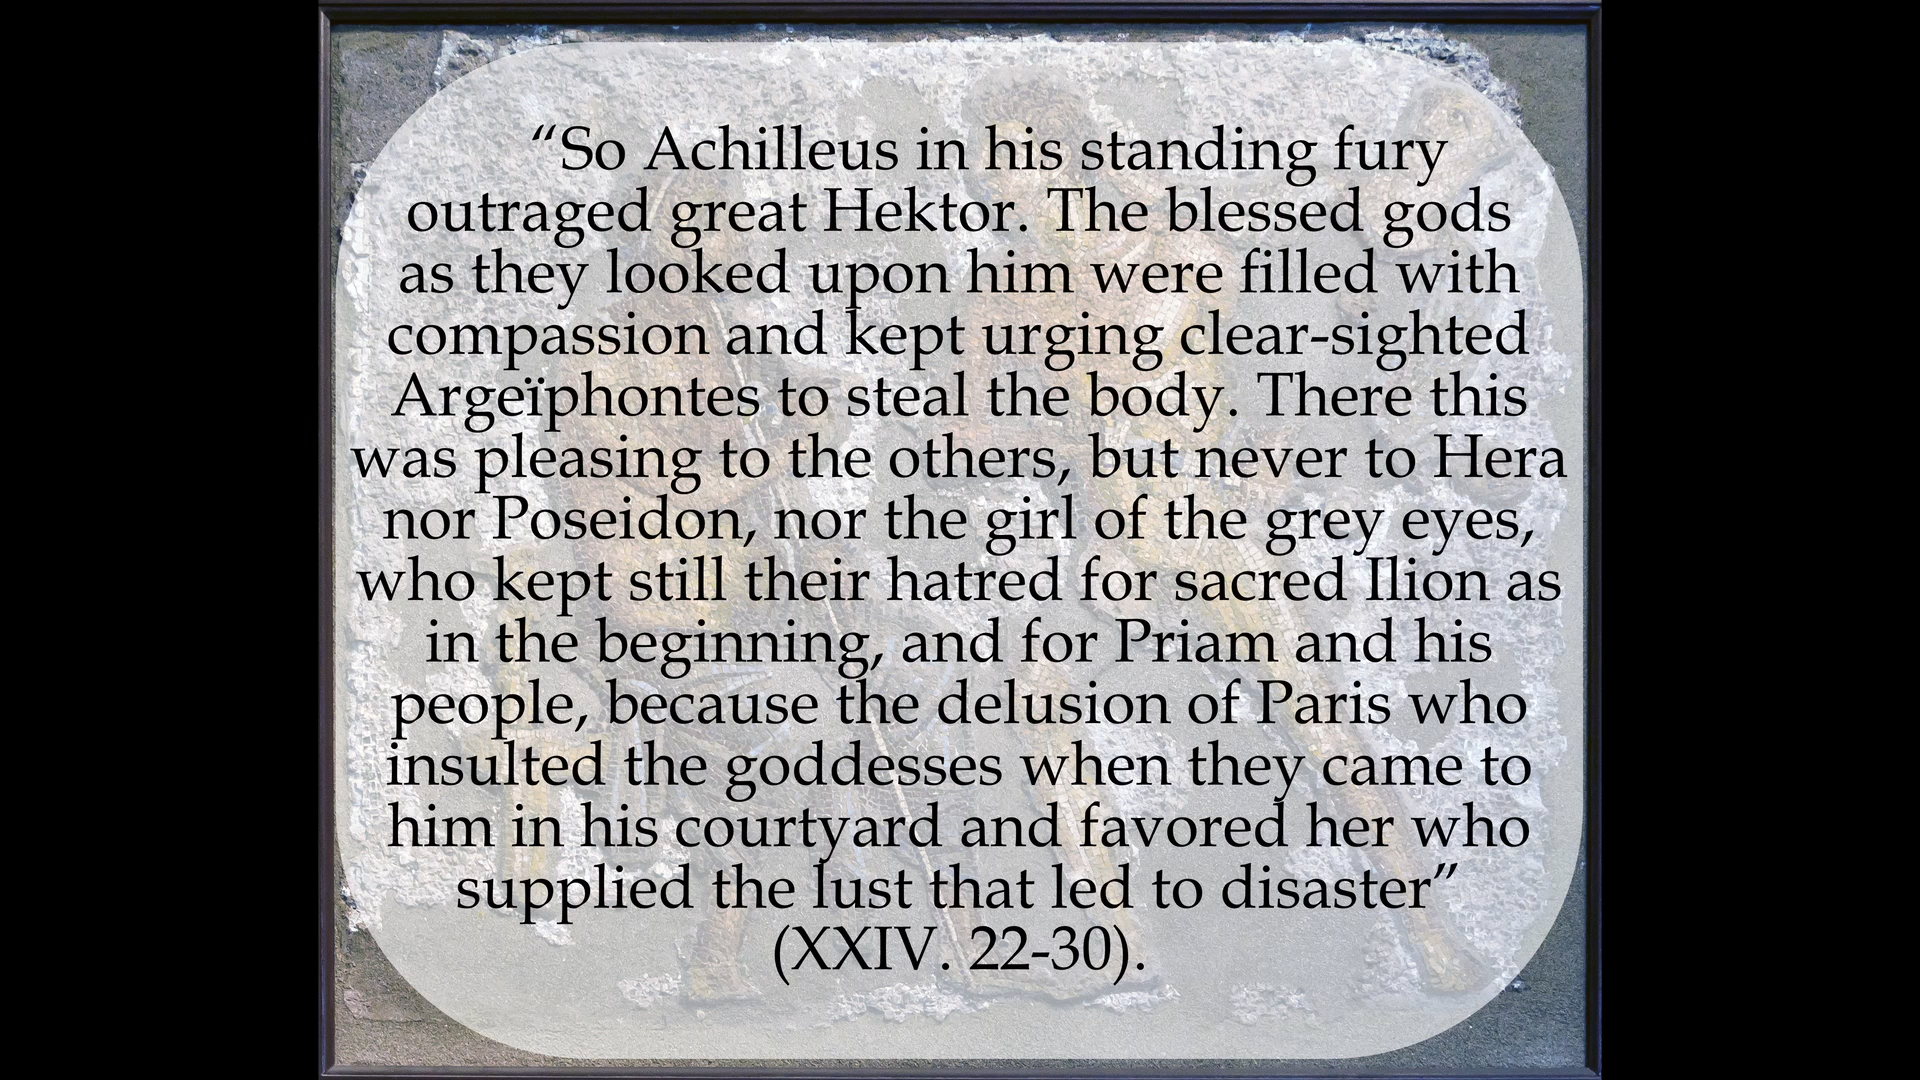 “So Achilleus in his standing fury
outraged great Hektor. The blessed gods
as they looked upon him were filled with
compassion and kept urging clear-sighted
Argeïphontes to steal the body. There this
was pleasing to the others, but never to Hera
nor Poseidon, nor the girl of the grey eyes,
who kept still their hatred for sacred Ilion as
in the beginning, and for Priam and his
people, because the delusion of Paris who
insulted the goddesses when they came to
him in his courtyard and favored her who
supplied the lust that led to disaster”
(XXIV. 22-30).